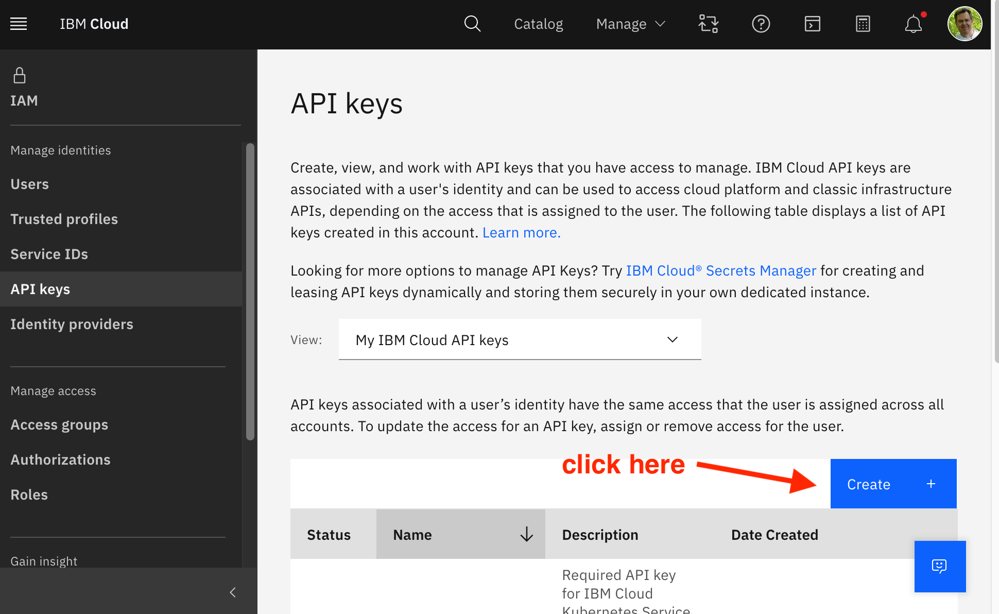 IBM Cloud
Catalog
Manage
IAM
Manage identities
Users
Trusted profiles
Service IDs
API keys
Identity providers
Manage access
Access groups
Authorizations
Roles
Gain insight
API keys
Create, view, and work with API keys that you have access to manage. IBM Cloud API keys are
associated with a user's identity and can be used to access cloud platform and classic infrastructure
APIs, depending on the access that is assigned to the user. The following table displays a list of API
keys created in this account. Learn more.
Looking for more options to manage API Keys? Try IBM Cloud® Secrets Manager for creating and
leasing API keys dynamically and storing them securely in your own dedicated instance.
View:
My IBM Cloud API keys
API keys associated with a user’s identity have the same access that the user is assigned across all
accounts. To update the access for an API key, assign or remove access for the user.
click here
Create +
Status
Name
Description
Date Created
Required API key
for IBM Cloud
Kubernetes Service